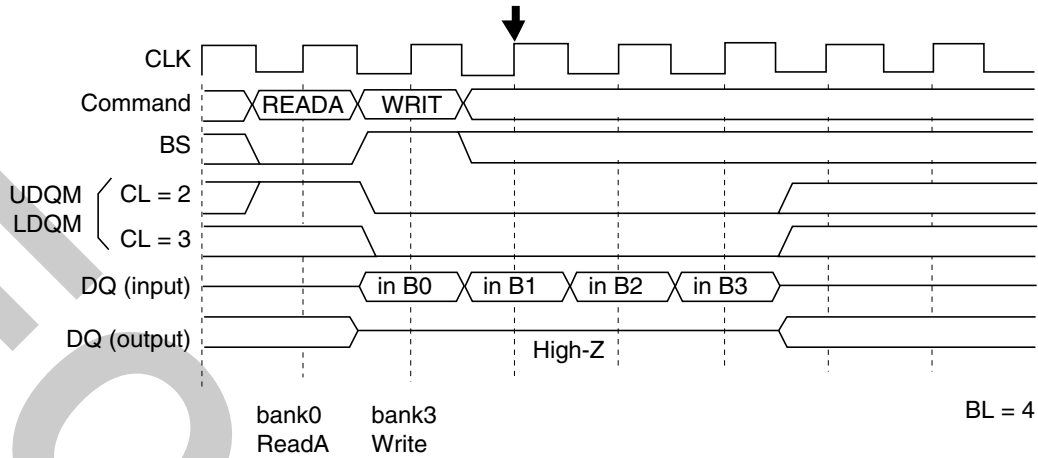 CLK
Command READA WRIT
BS
UDQM CL = 2
LDQM CL = 3
DQ (input) in B0 in B1 in B2 in B3
DQ (output) High-Z
bank0 bank3 BL = 4
ReadA Write